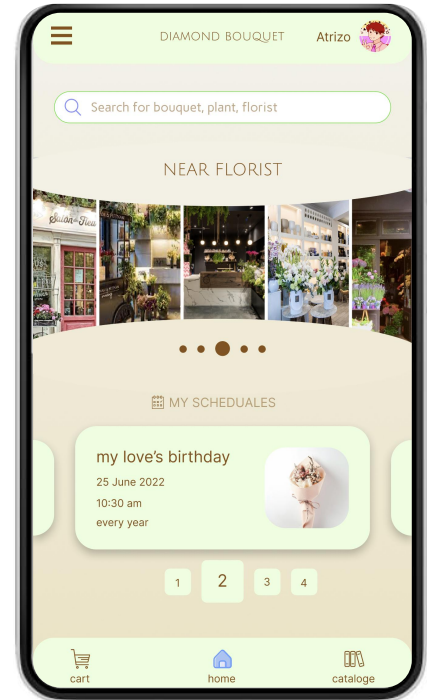 DIAMOND BOUQUET
Atrizo
Search for bouquet, plant, florist
NEAR FLORIST
MY SCHEDUALES
my love's birthday
25 June 2022
10:30 am
every year
1
2
3
4
cart
home
cataloge